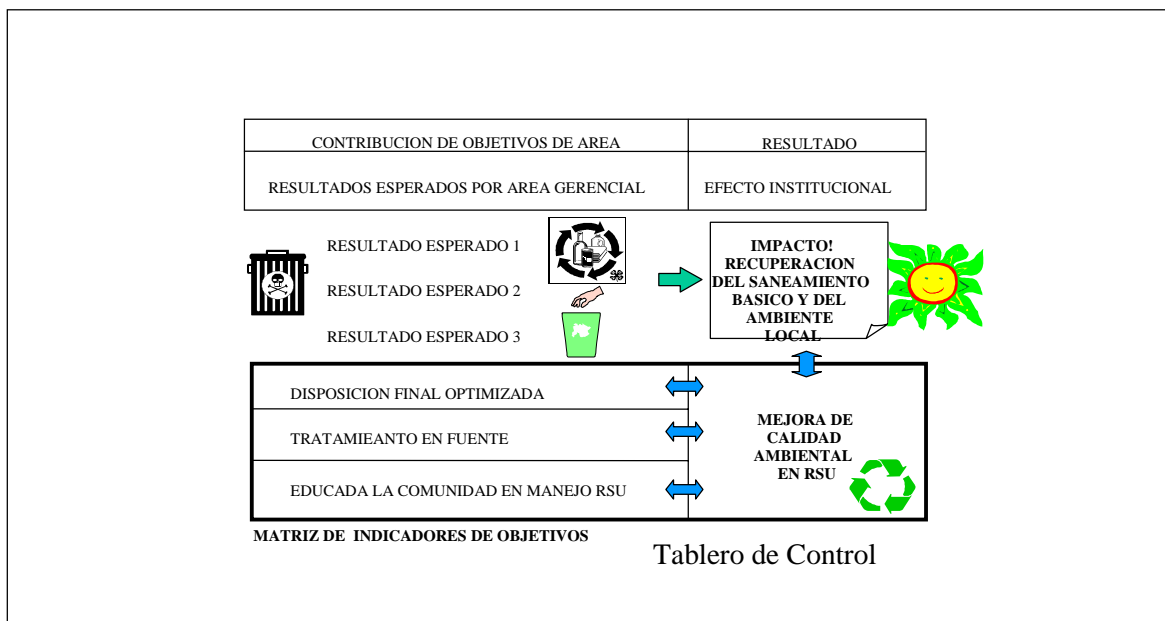 CONTRIBUCION DE OBJETIVOS DE AREA
RESULTADO
RESULTADOS ESPERADOS POR AREA GERENCIAL
EFECTO INSTITUCIONAL
RESULTADO ESPERADO 1
RESULTADO ESPERADO 2
RESULTADO ESPERADO 3
IMPACTO!
RECUPERACION
DEL SANEAMIENTO
BASICO Y DEL
AMBIENTE
LOCAL
DISPOSICION FINAL OPTIMIZADA
TRATAMIEANTO EN FUENTE
EDUCADA LA COMUNIDAD EN MANEJO RSU
MEJORA DE
CALIDAD
AMBIENTAL
EN RSU
MATRIZ DE INDICADORES DE OBJETIVOS
Tablero de Control